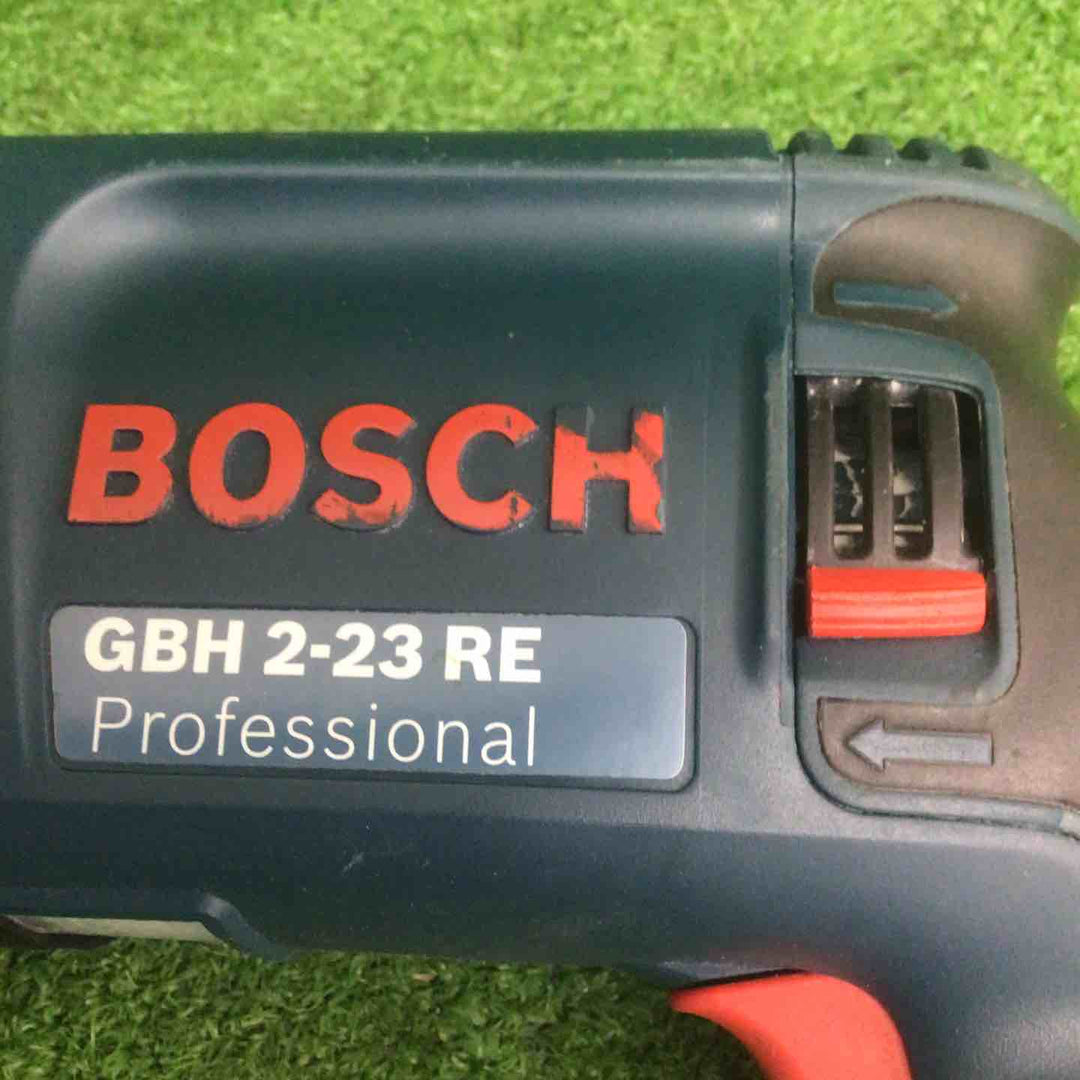 BOSCH
GBH 2-23 RE
Professional